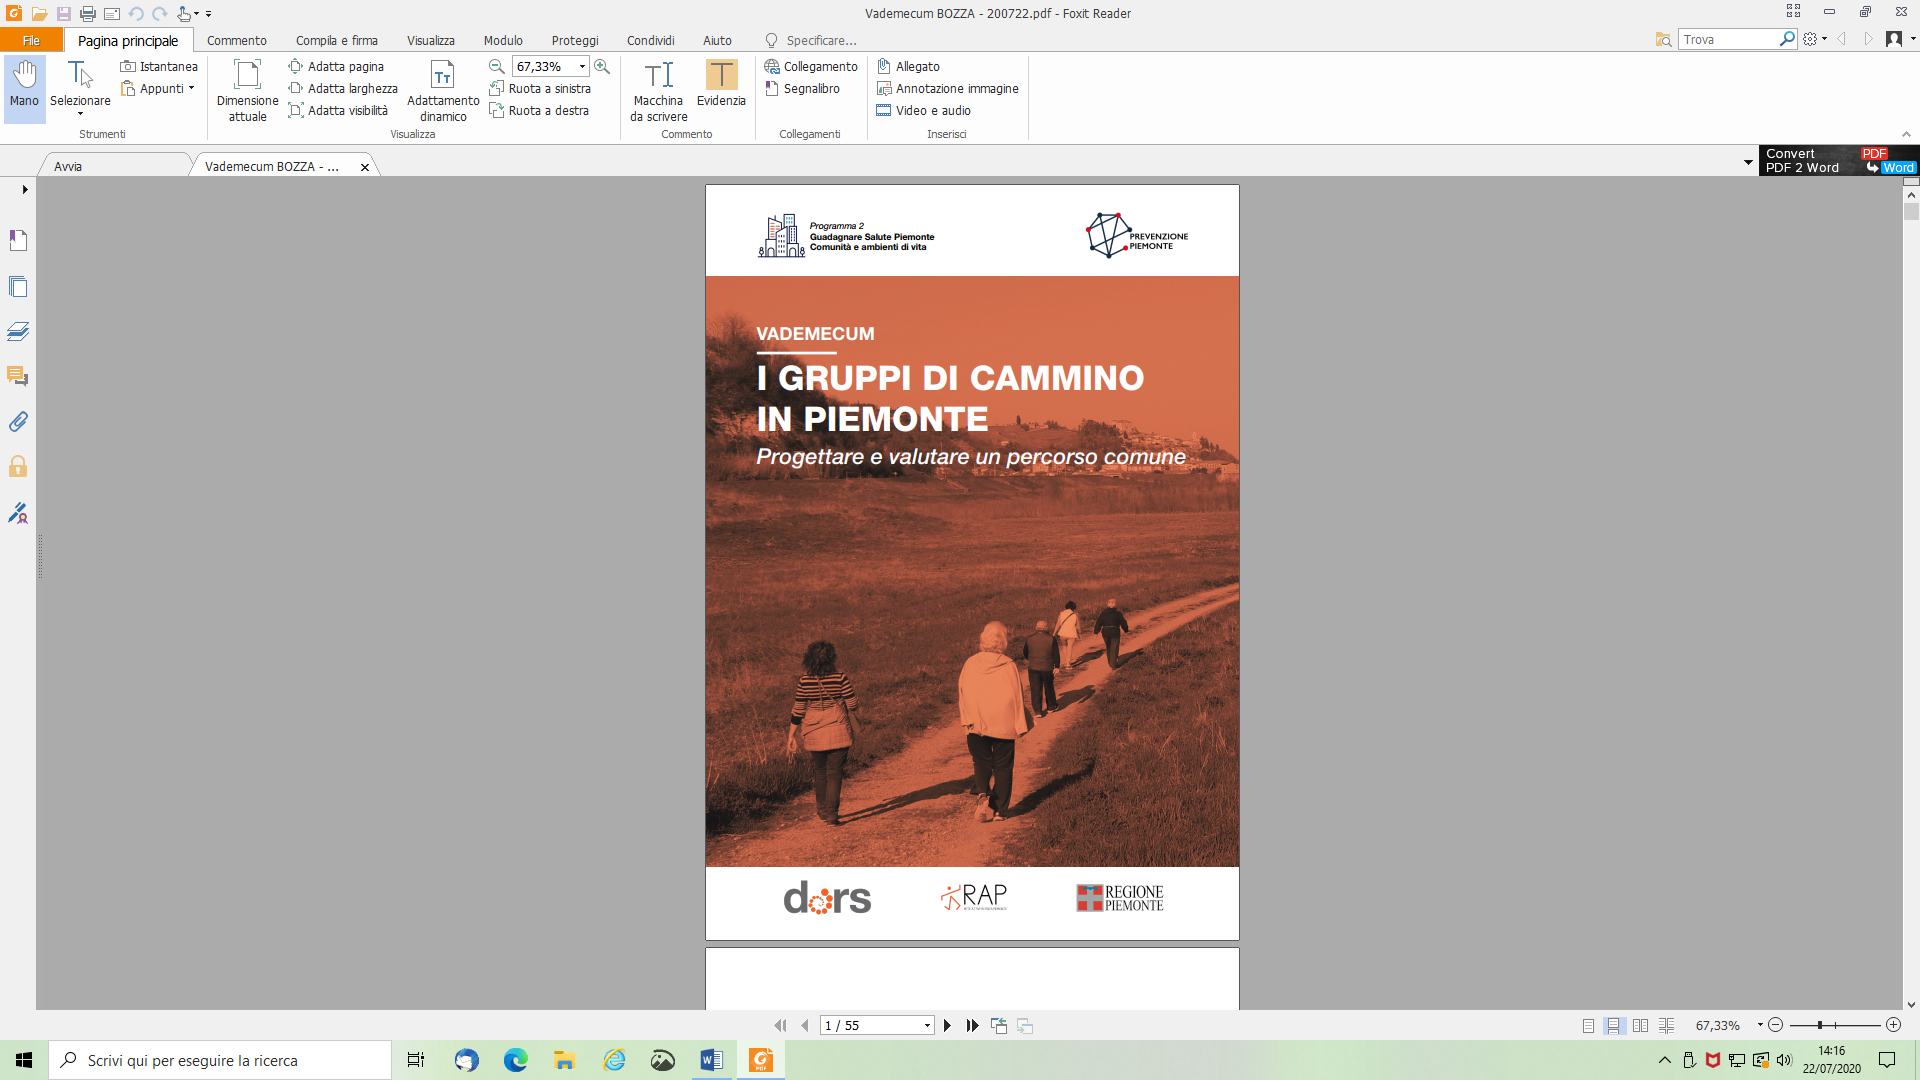 Vademecum BOZZA - 200722.pdf - Foxit Reader
File
Pagina principale
Commento
Compila e firma
Visualizza
Modulo
Proteggi
Condividi
Aiuto
Specificare...
Trova
Mano
Selezionare
Istantanea
Appunti
Strumenti
Dimensione
attuale
Adatta pagina
Adatta larghezza
Adatta visibilità
Adattamento
dinamico
67,33%
Ruota a sinistra
Ruota a destra
Visualizza
Macchina
da scrivere
Evidenzia
Commento
Collegamento
Segnalibro
Collegamenti
Allegato
Annotazione immagine
Video e audio
Inserisci
Avvia
Vademecum BOZZA - ...
Convert
PDF 2 Word
PDF
Word
Programma 2
Guadagnare Salute Piemonte
Comunità e ambienti di vita
PREVENZIONE
PIEMONTE
VADEMECUM
I GRUPPI DI CAMMINO
IN PIEMONTE
Progettare e valutare un percorso comune
dors
RAP
REGIONE
PIEMONTE
1 / 55
67,33%
Scrivi qui per eseguire la ricerca
14:16
22/07/2020